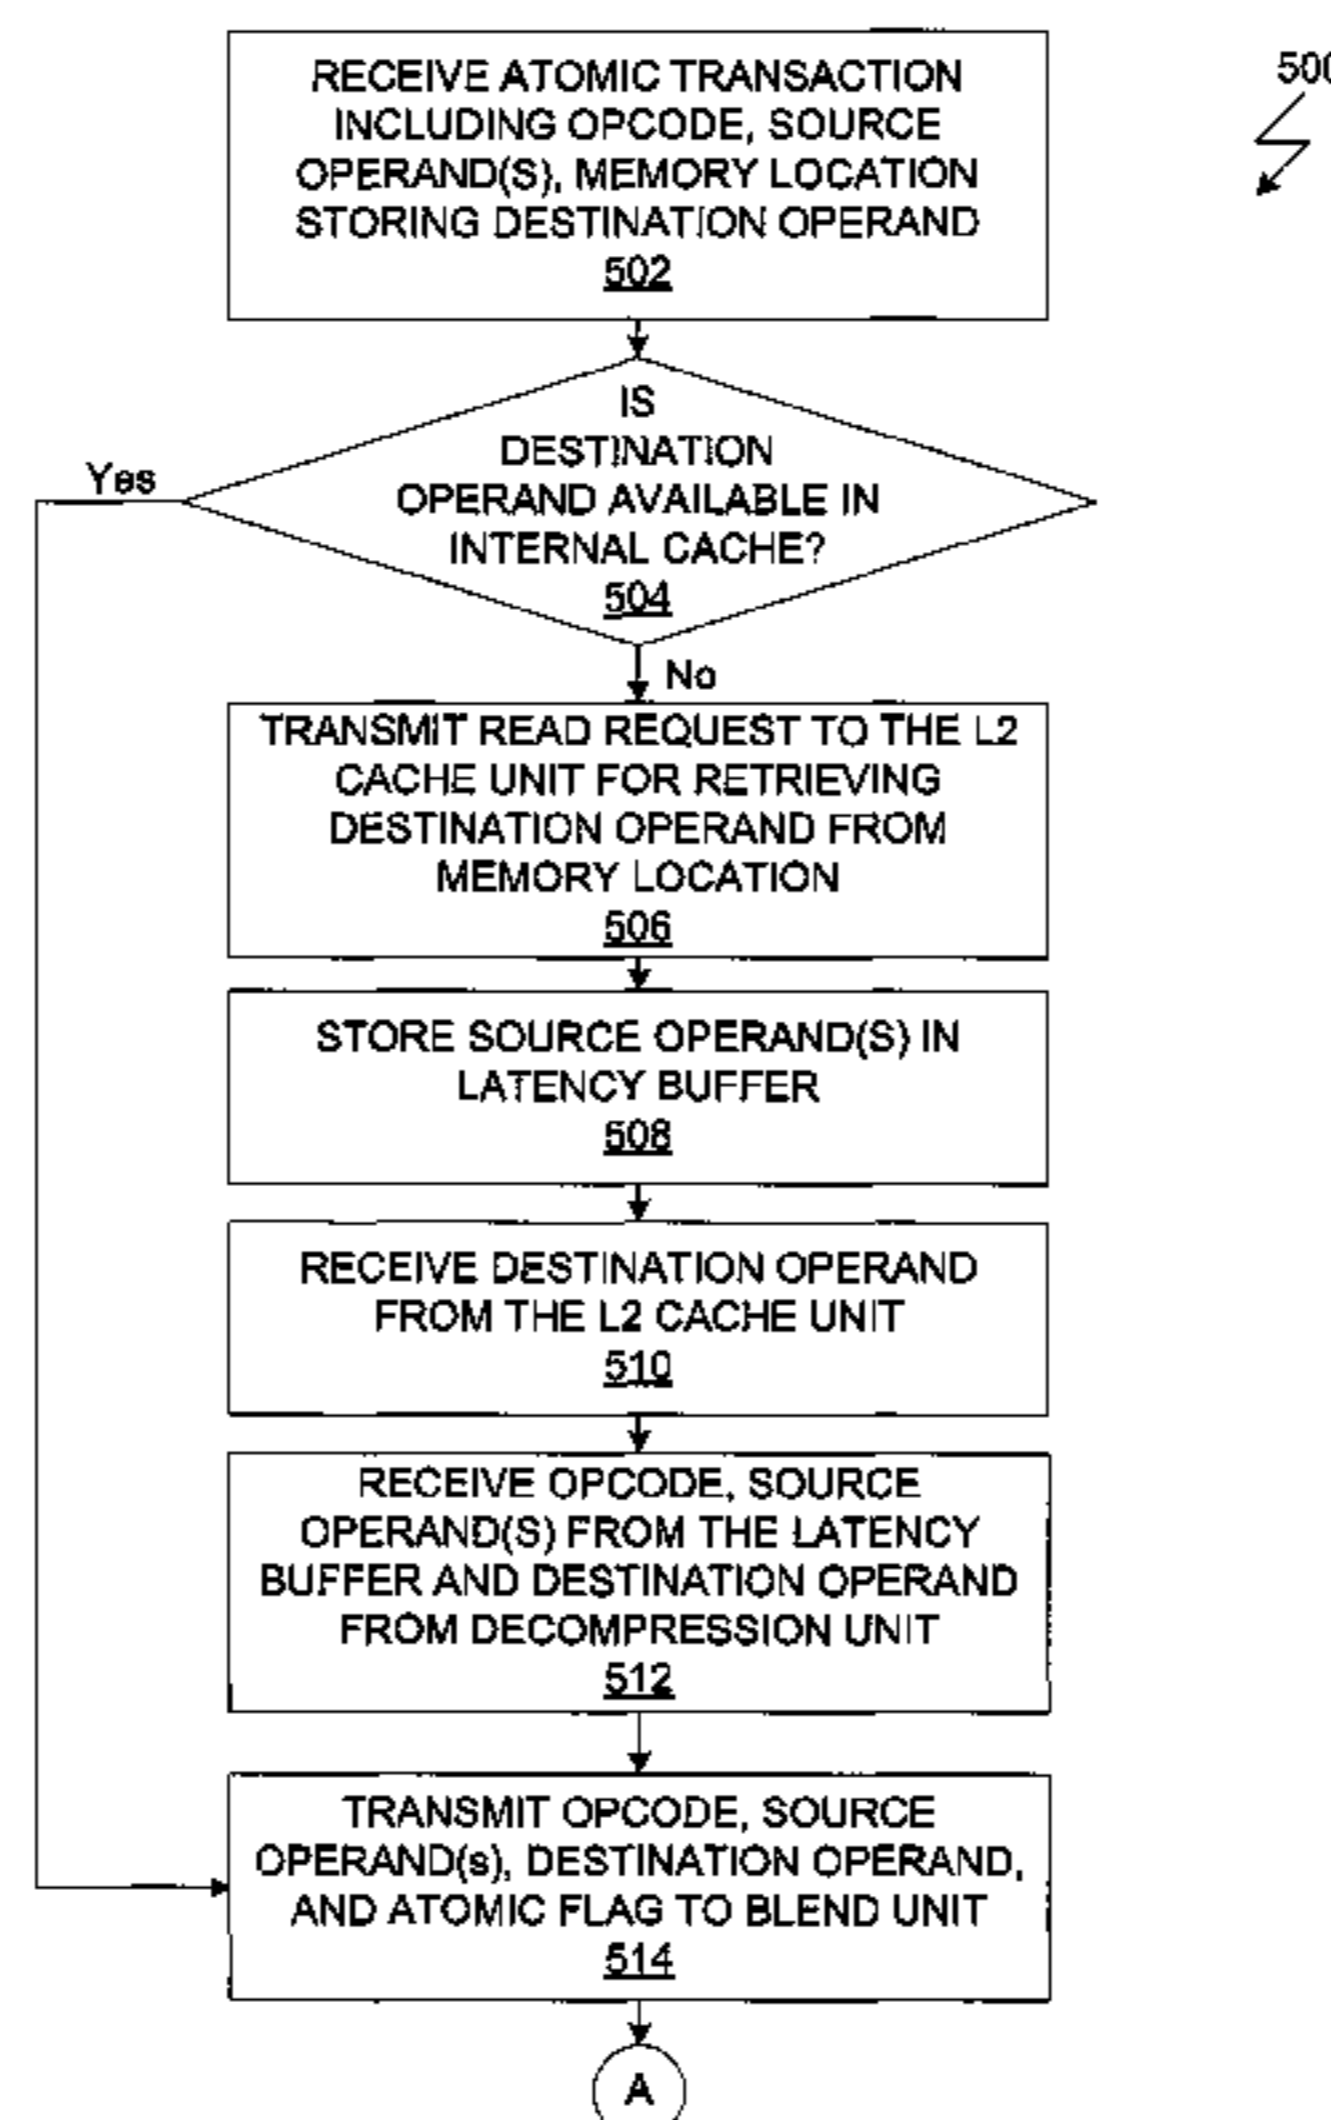 RECEIVE ATOMIC TRANSACTION
INCLUDING OPCODE, SOURCE
OPERAND(S), MEMORY LOCATION
STORING DESTINATION OPERAND
502
500
IS
DESTINATION
OPERAND AVAILABLE IN
INTERNAL CACHE?
504
Yes
No
TRANSMIT READ REQUEST TO THE L2
CACHE UNIT FOR RETRIEVING
DESTINATION OPERAND FROM
MEMORY LOCATION
506
STORE SOURCE OPERAND(S) IN
LATENCY BUFFER
508
RECEIVE DESTINATION OPERAND
FROM THE L2 CACHE UNIT
510
RECEIVE OPCODE, SOURCE
OPERAND(S) FROM THE LATENCY
BUFFER AND DESTINATION OPERAND
FROM DECOMPRESSION UNIT
512
TRANSMIT OPCODE, SOURCE
OPERAND(s), DESTINATION OPERAND,
AND ATOMIC FLAG TO BLEND UNIT
514
A